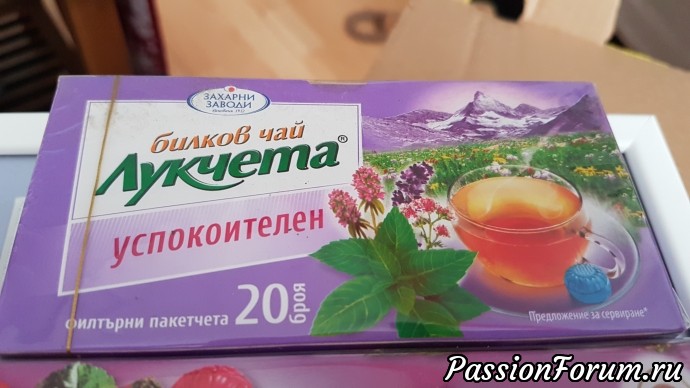 ЗАХАРНИ
ЗАВОДИ
билков чай
Лукчета®
успокоителен
филтърни пакетчета 20 броя
Предложение за сервиране*
PassionForum.ru